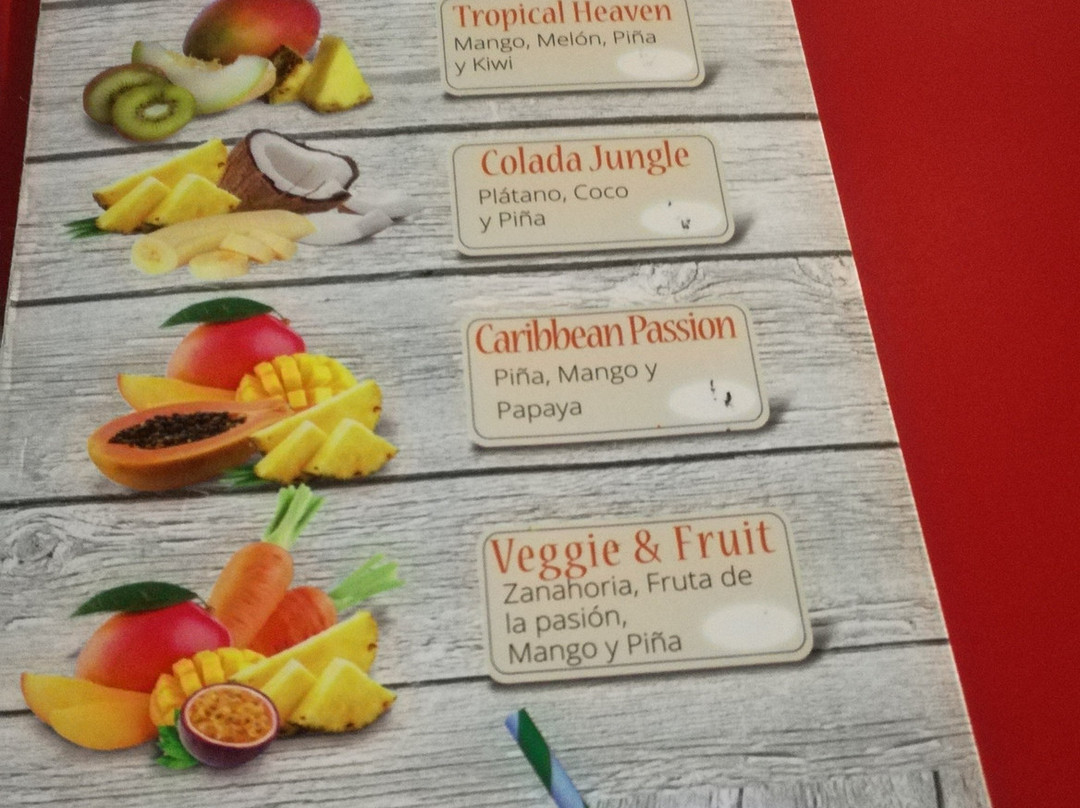 Tropical Heaven
Mango, Melón, Piña
y Kiwi
Colada Jungle
Plátano, Coco
y Piña
Caribbean Passion
Piña, Mango y
Papaya
Veggie & Fruit
Zanahoria, Fruta de
la pasión,
Mango y Piña